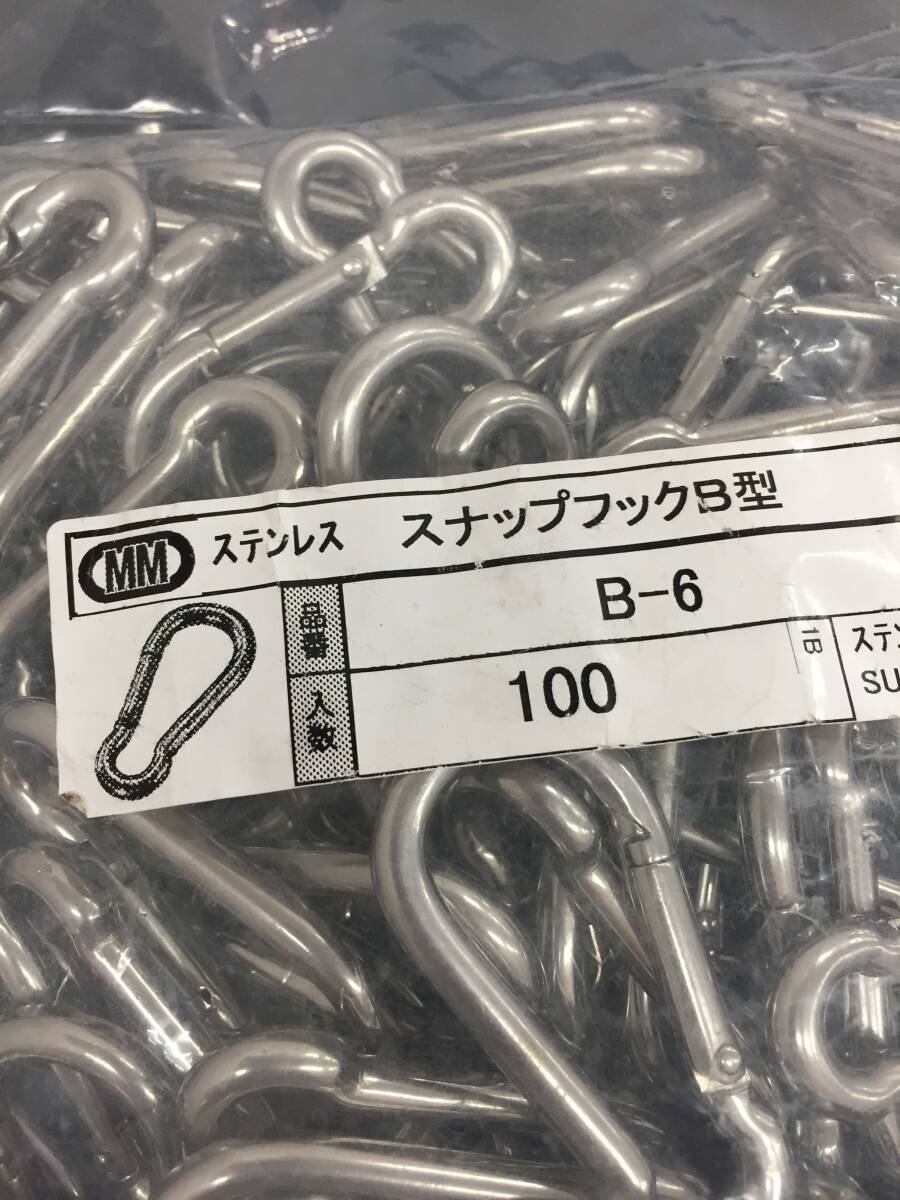 MM ステンレス スナップフックB型
品番 B-6
入数 100 1B
ステン
SU